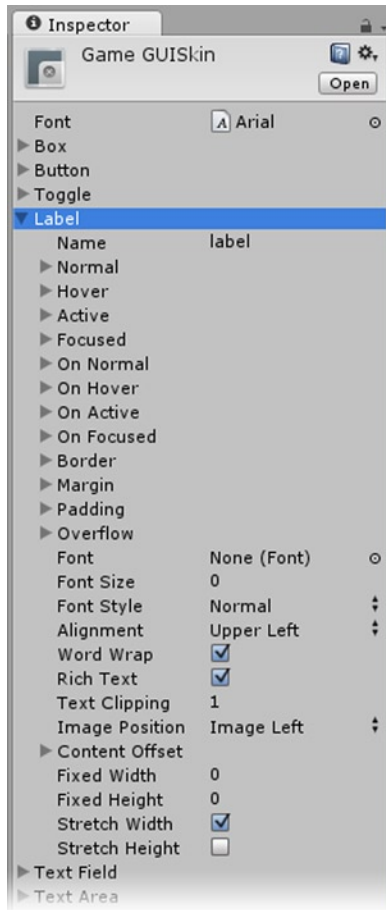 Inspector
Game GUISkin
Open
Font Arial
Box
Button
Toggle
Label
Name label
Normal
Hover
Active
Focused
On Normal
On Hover
On Active
On Focused
Border
Margin
Padding
Overflow
Font None (Font)
Font Size 0
Font Style Normal
Alignment Upper Left
Word Wrap
Rich Text
Text Clipping 1
Image Position Image Left
Content Offset
Fixed Width 0
Fixed Height 0
Stretch Width
Stretch Height
Text Field
Text Area